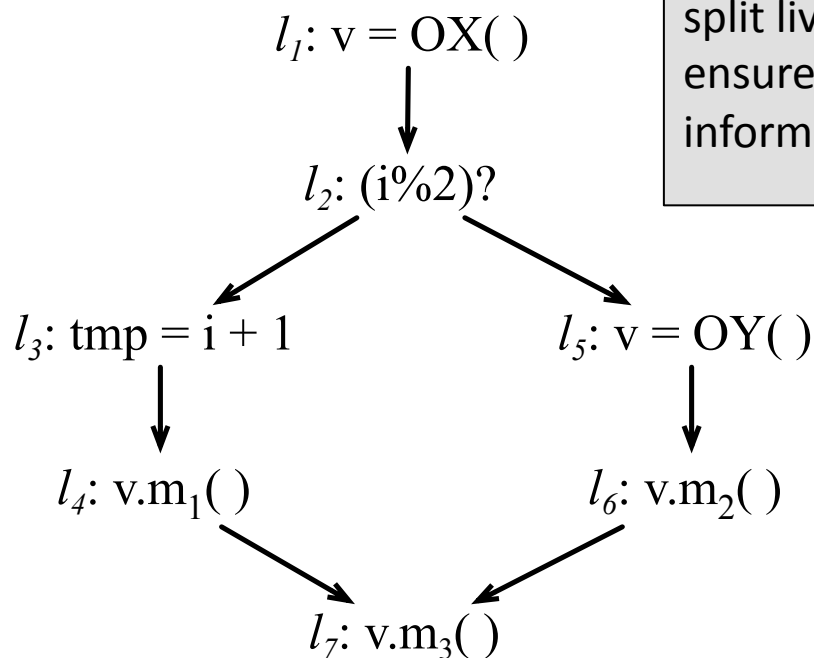 l₁: v = OX( )
split liv
ensure
inform
l₂: (i%2)?
l₃: tmp = i + 1
l₅: v = OY( )
l₄: v.m₁( )
l₆: v.m₂( )
l₇: v.m₃( )